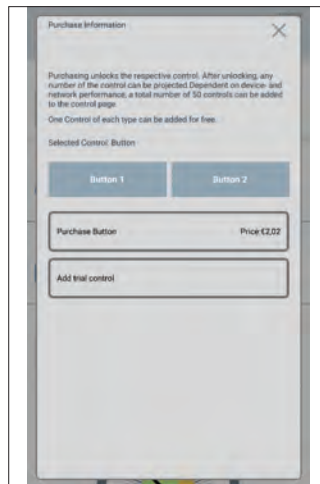 Purchase Information
Purchasing unlocks the respective control. After unlocking, any
number of the control can be projected.Dependent on device- and
network performance, a total number of 50 controls can be added
to the control page.
One Control of each type can be added for free.
Selected Control: Button
Button 1 Button 2
Purchase Button Price €2,02
Add trial control